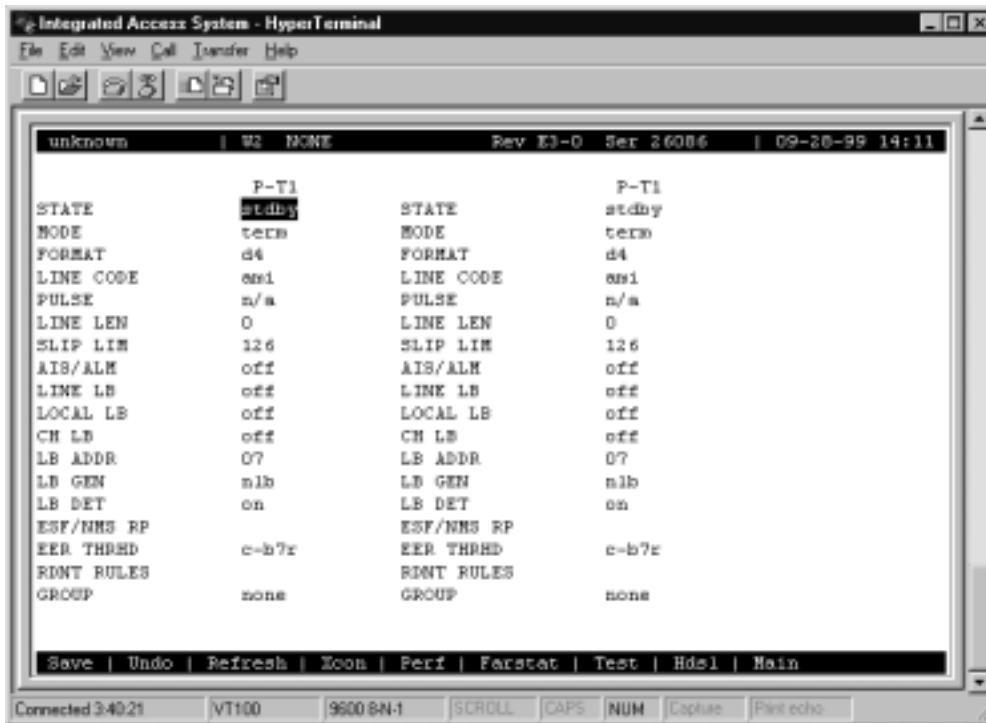 Integrated Access System - HyperTerminal
File Edit View Call Transfer Help
unknown | W2 NONE Rev E3-0 Ser 26086 | 09-28-99 14:11
P-T1 P-T1
STATE stdby STATE stdby
MODE term MODE term
FORMAT d4 FORMAT d4
LINE CODE ami LINE CODE ami
PULSE n/a PULSE n/a
LINE LEN 0 LINE LEN 0
SLIP LIM 126 SLIP LIM 126
AIS/ALM off AIS/ALM off
LINE LB off LINE LB off
LOCAL LB off LOCAL LB off
CH LB off CH LB off
LB ADDR 07 LB ADDR 07
LB GEN nlb LB GEN nlb
LB DET on LB DET on
ESF/NMS RP ESF/NMS RP
EER THRHD c-b7r EER THRHD c-b7r
RDNT RULES RDNT RULES
GROUP none GROUP none
Save | Undo | Refresh | Xcon | Perf | Farstat | Test | Hdsl | Main
Connected 3:40:21 VT100 9600 8-N-1 SCROLL CAPS NUM Capture Print echo